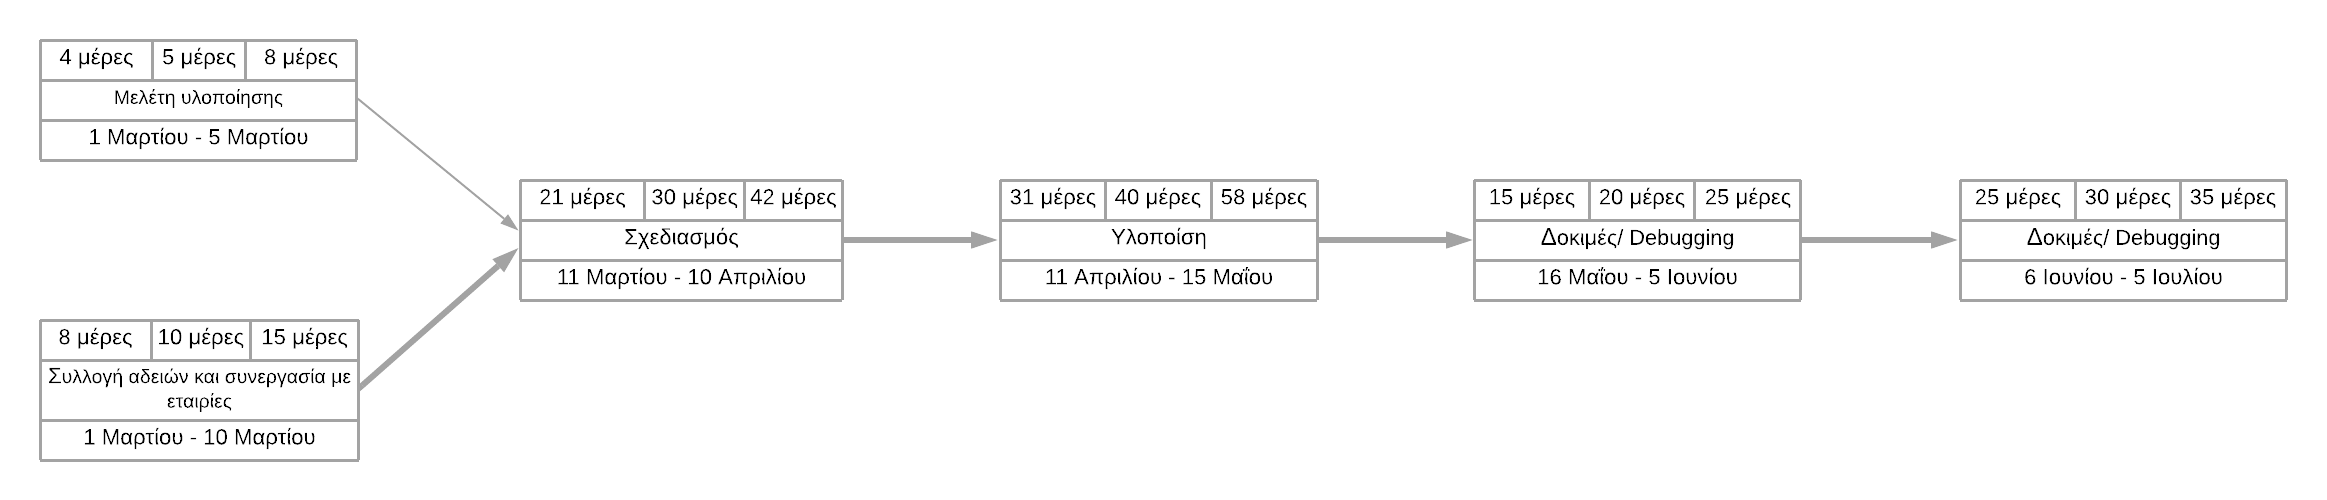 4 μέρες 5 μέρες 8 μέρες
Μελέτη υλοποίησης
1 Μαρτίου - 5 Μαρτίου
8 μέρες 10 μέρες 15 μέρες
Συλλογή αδειών και συνεργασία με
εταιρίες
1 Μαρτίου - 10 Μαρτίου
21 μέρες 30 μέρες 42 μέρες
Σχεδιασμός
11 Μαρτίου - 10 Απριλίου
31 μέρες 40 μέρες 58 μέρες
Υλοποίση
11 Απριλίου - 15 Μαΐου
15 μέρες 20 μέρες 25 μέρες
Δοκιμές/ Debugging
16 Μαΐου - 5 Ιουνίου
25 μέρες 30 μέρες 35 μέρες
Δοκιμές/ Debugging
6 Ιουνίου - 5 Ιουλίου